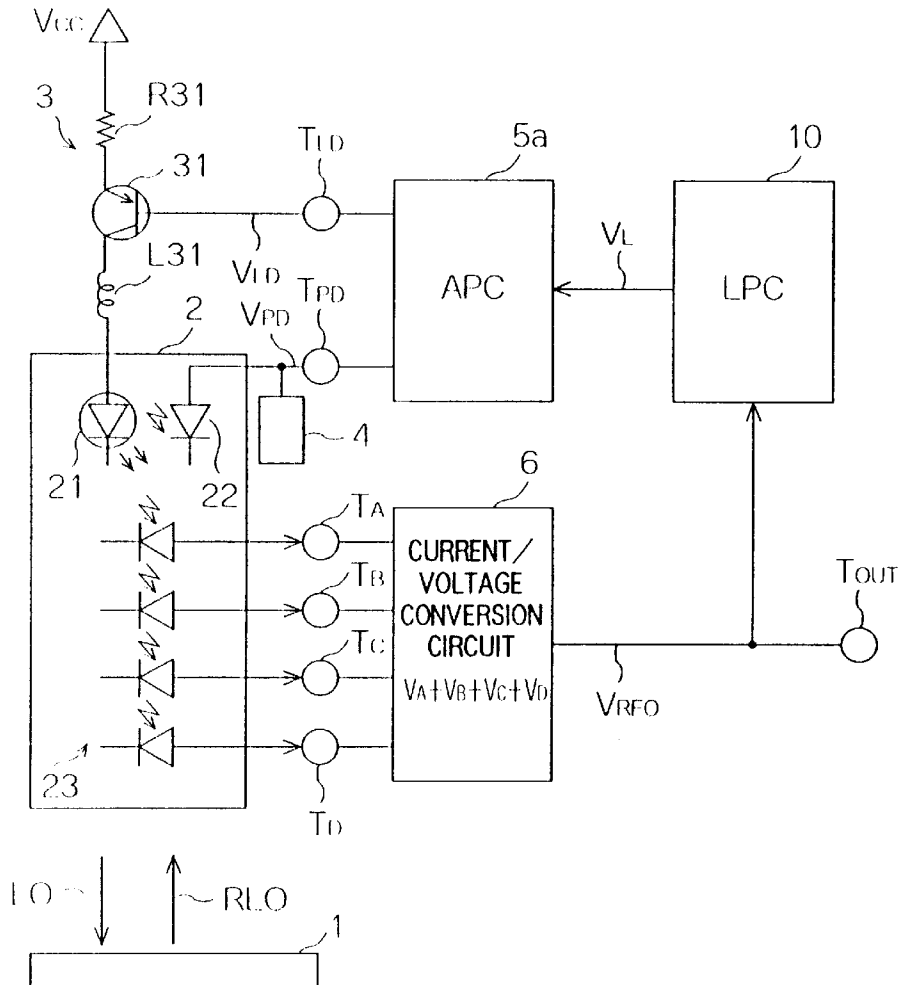 VCC
3
R31
31
TLD
5a
10
VLD
L31
VL
APC
LPC
2
VPD
TPD
21
22
4
6
TA
CURRENT/
VOLTAGE
CONVERSION
CIRCUIT
VA+VB+VC+VD
TB
TC
TOUT
VRFO
23
TD
LO
RLO
1